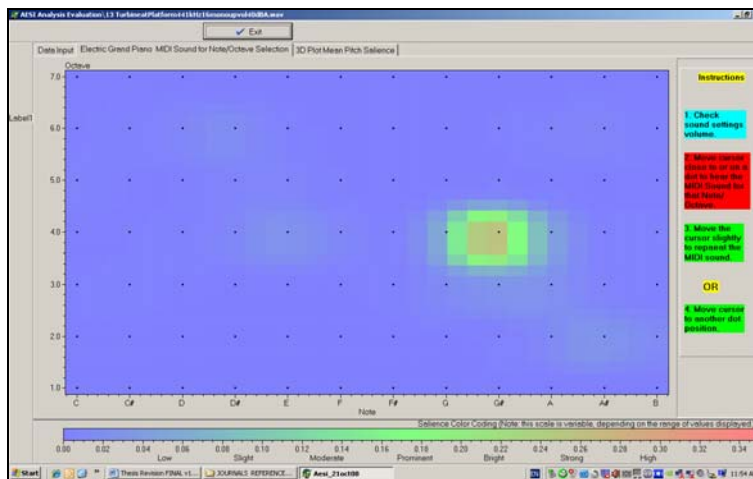 AESI Analysis Evaluation\13 TurbineatPlatform441kHz16monoupvol40dBA.wav
Exit
Data Input Electric Grand Piano MIDI Sound for Note/Octave Selection 3D Plot Mean Pitch Salience
Octave
7.0
6.0
5.0
4.0
3.0
2.0
1.0
Label1
C C# D D# E F F# G G# A A# B
Note
Instructions
1. Check
sound settings
volume.
2. Move cursor
close to or on a
dot to hear the
MIDI Sound for
that Note/
Octave.
3. Move the
cursor slightly
to repeat the
MIDI sound.
OR
4. Move cursor
to another dot
position.
Salience Color Coding (Note: this scale is variable, depending on the range of values displayed)
0.00 0.02 0.04 0.06 0.08 0.10 0.12 0.14 0.16 0.18 0.20 0.22 0.24 0.26 0.28 0.30 0.32 0.34
Low Slight Moderate Prominent Bright Strong High
Start
Thesis Revision FINAL v1...
JOURNALS REFERENCE...
Aesi_21oct08
EN
11:54 A